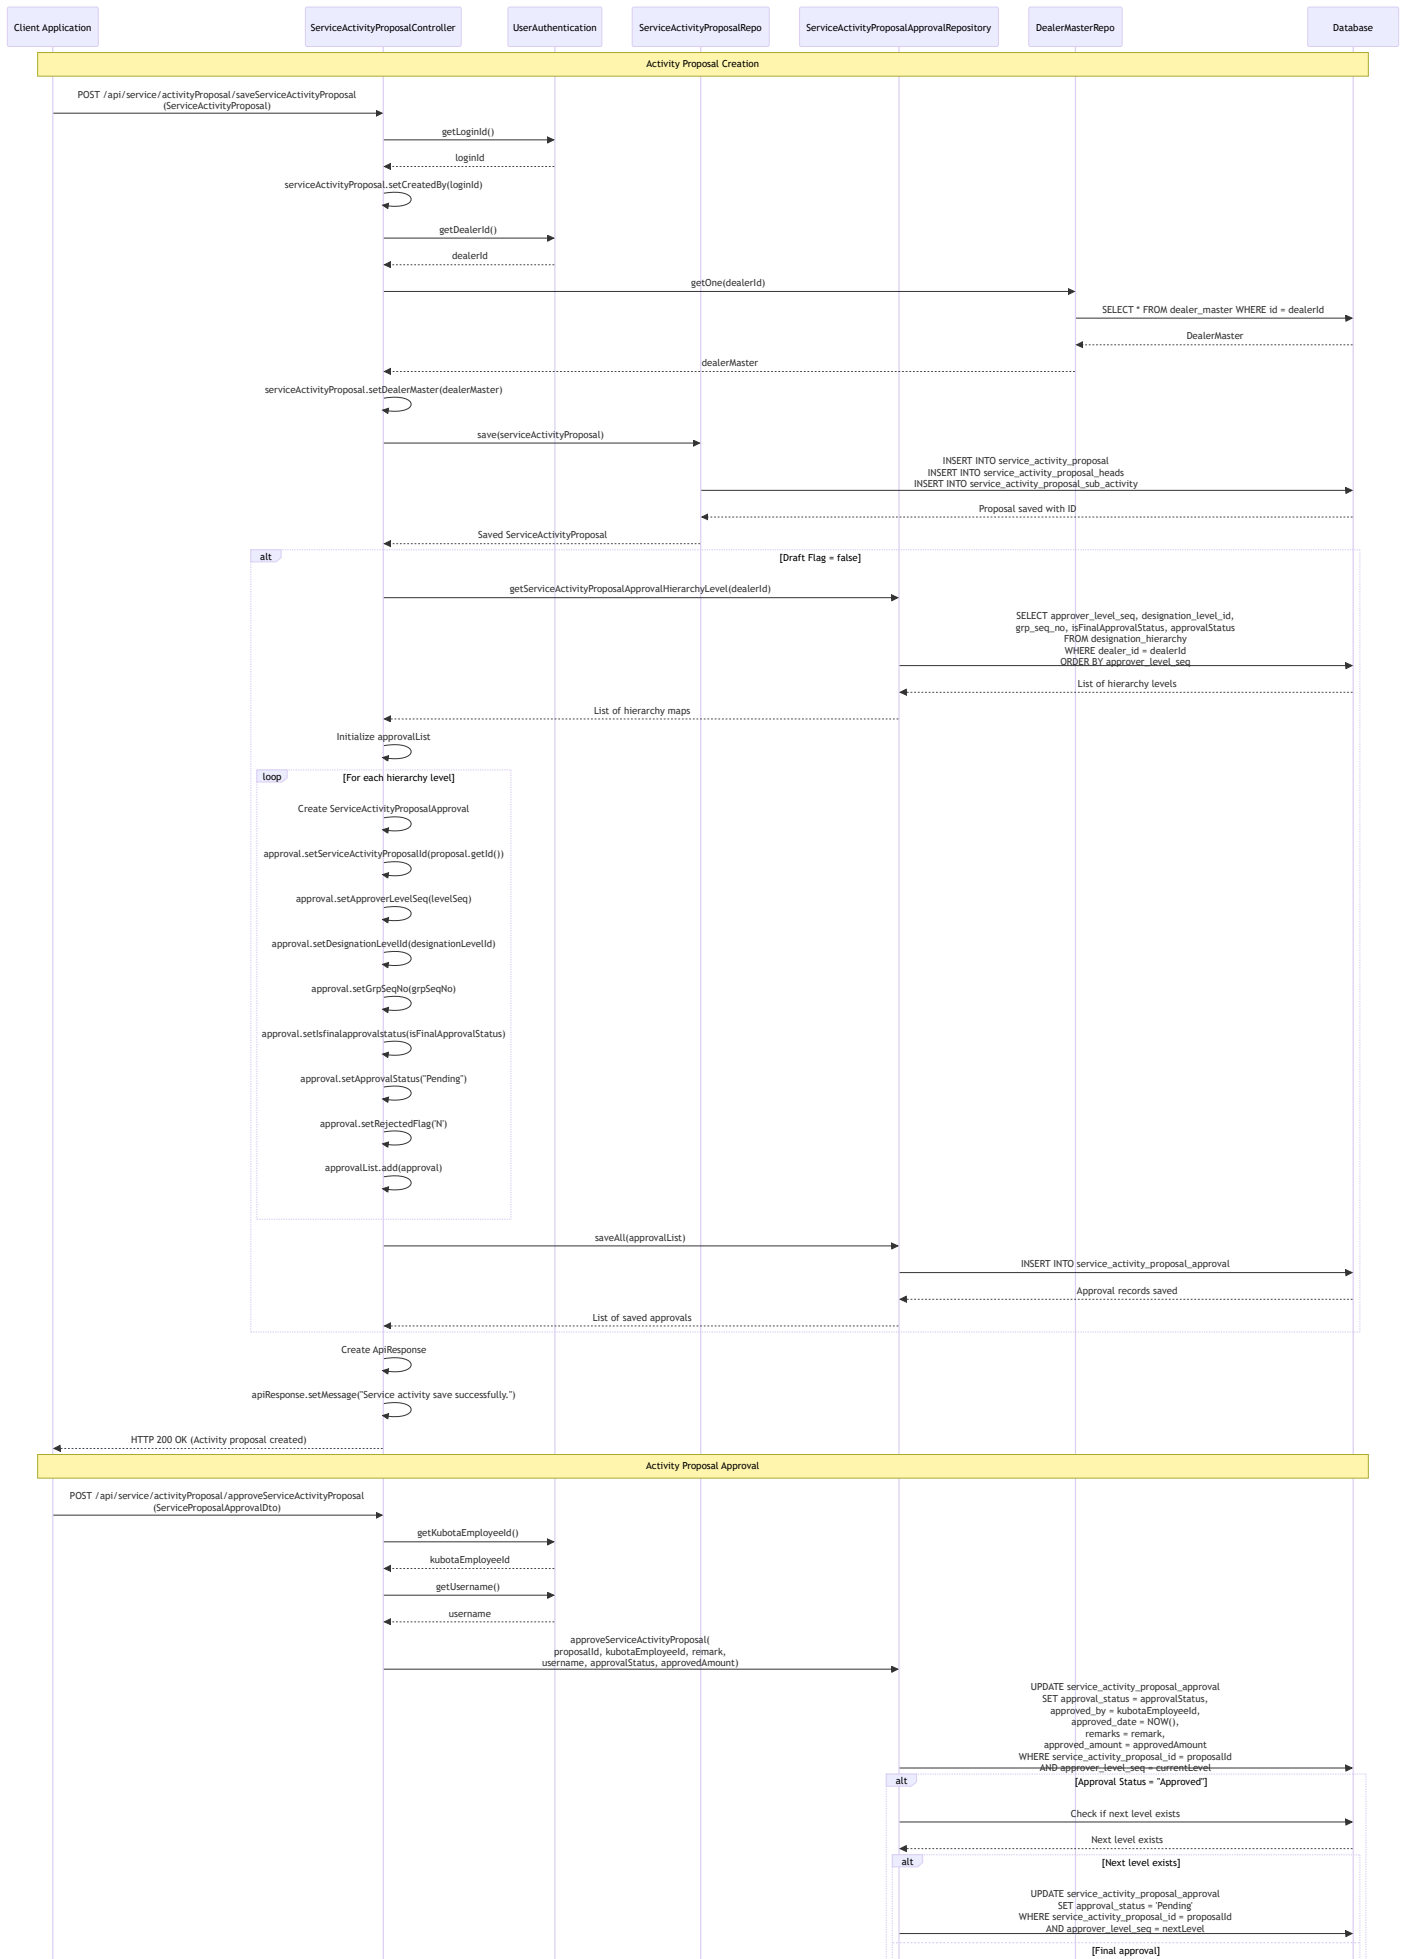 Client Application
ServiceActivityProposalController
UserAuthentication
ServiceActivityProposalRepo
ServiceActivityProposalApprovalRepository
DealerMasterRepo
Database
Activity Proposal Creation
POST /api/service/activityProposal/saveServiceActivityProposal
(ServiceActivityProposal)
getLoginId()
loginId
serviceActivityProposal.setCreatedBy(loginId)
getDealerId()
dealerId
getOne(dealerId)
SELECT * FROM dealer_master WHERE id = dealerId
DealerMaster
dealerMaster
serviceActivityProposal.setDealerMaster(dealerMaster)
save(serviceActivityProposal)
INSERT INTO service_activity_proposal
INSERT INTO service_activity_proposal_heads
INSERT INTO service_activity_proposal_sub_activity
Proposal saved with ID
Saved ServiceActivityProposal
alt
[Draft Flag = false]
getServiceActivityProposalApprovalHierarchyLevel(dealerId)
SELECT approver_level_seq, designation_level_id,
grp_seq_no, isFinalApprovalStatus, approvalStatus
FROM designation_hierarchy
WHERE dealer_id = dealerId
ORDER BY approver_level_seq
List of hierarchy levels
List of hierarchy maps
Initialize approvalList
loop
[For each hierarchy level]
Create ServiceActivityProposalApproval
approval.setServiceActivityProposalId(proposal.getId())
approval.setApproverLevelSeq(levelSeq)
approval.setDesignationLevelId(designationLevelId)
approval.setGrpSeqNo(grpSeqNo)
approval.setIsfinalapprovalstatus(isFinalApprovalStatus)
approval.setApprovalStatus("Pending")
approval.setRejectedFlag('N')
approvalList.add(approval)
saveAll(approvalList)
INSERT INTO service_activity_proposal_approval
Approval records saved
List of saved approvals
Create ApiResponse
apiResponse.setMessage("Service activity save successfully.")
HTTP 200 OK (Activity proposal created)
Activity Proposal Approval
POST /api/service/activityProposal/approveServiceActivityProposal
(ServiceProposalApprovalDto)
getKubotaEmployeeId()
kubotaEmployeeId
getUsername()
username
approveServiceActivityProposal(
proposalId, kubotaEmployeeId, remark,
username, approvalStatus, approvedAmount)
UPDATE service_activity_proposal_approval
SET approval_status = approvalStatus,
approved_by = kubotaEmployeeId,
approved_date = NOW(),
remarks = remark,
approved_amount = approvedAmount
WHERE service_activity_proposal_id = proposalId
AND approver_level_seq = currentLevel
alt
[Approval Status = "Approved"]
Check if next level exists
Next level exists
alt
[Next level exists]
UPDATE service_activity_proposal_approval
SET approval_status = 'Pending'
WHERE service_activity_proposal_id = proposalId
AND approver_level_seq = nextLevel
[Final approval]